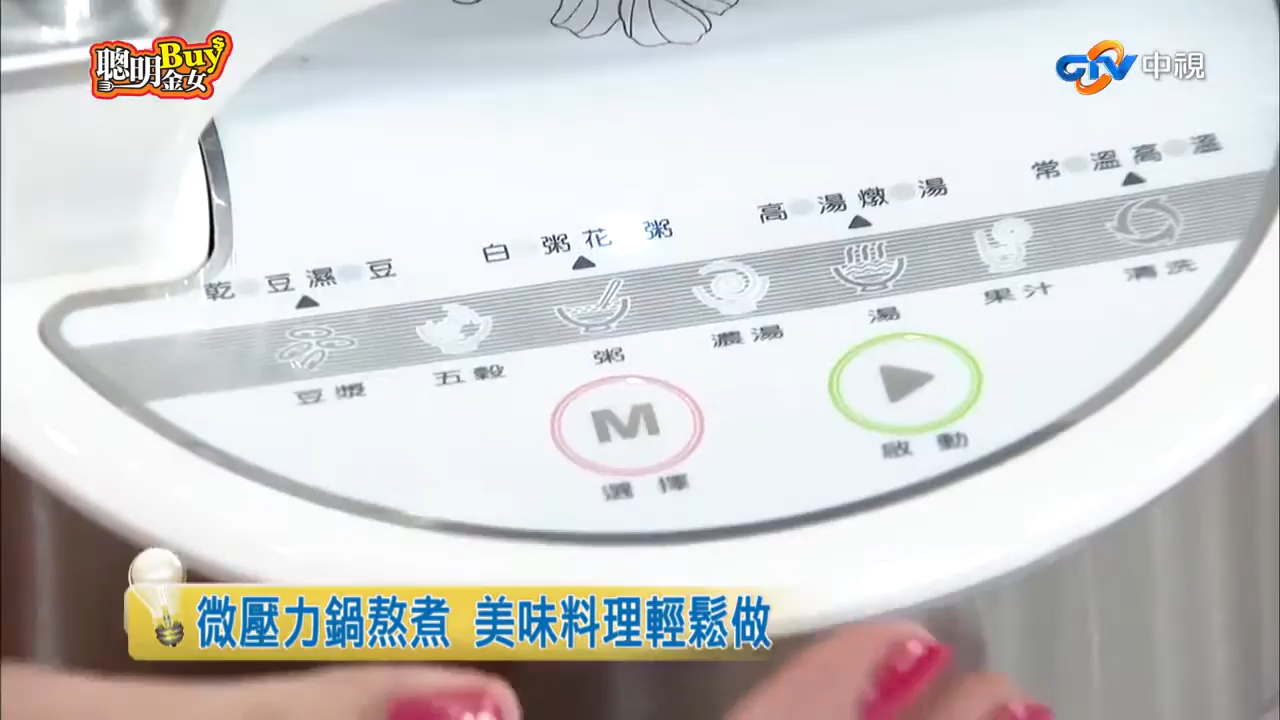 聰明Buy金女
CTV中視
常溫 高溫
高湯 燉湯
白粥 花粥
乾豆 濕豆
豆漿 五穀 粥 濃湯 湯 果汁 清洗
M
選擇
啟動
微壓力鍋熬煮 美味料理輕鬆做